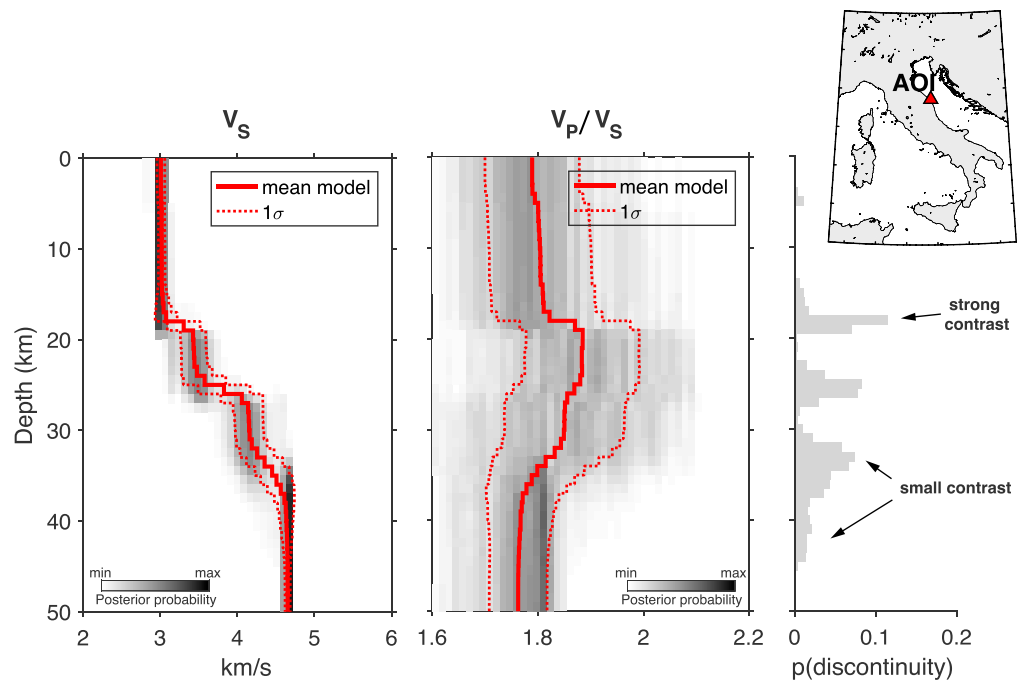 AOI
V_S
V_P/ V_S
mean model
1σ
mean model
1σ
0
10
20
30
40
50
Depth (km)
strong
contrast
small contrast
min max
Posterior probability
min max
Posterior probability
2 3 4 5 6
km/s
1.6 1.8 2 2.2
0 0.1 0.2
p(discontinuity)